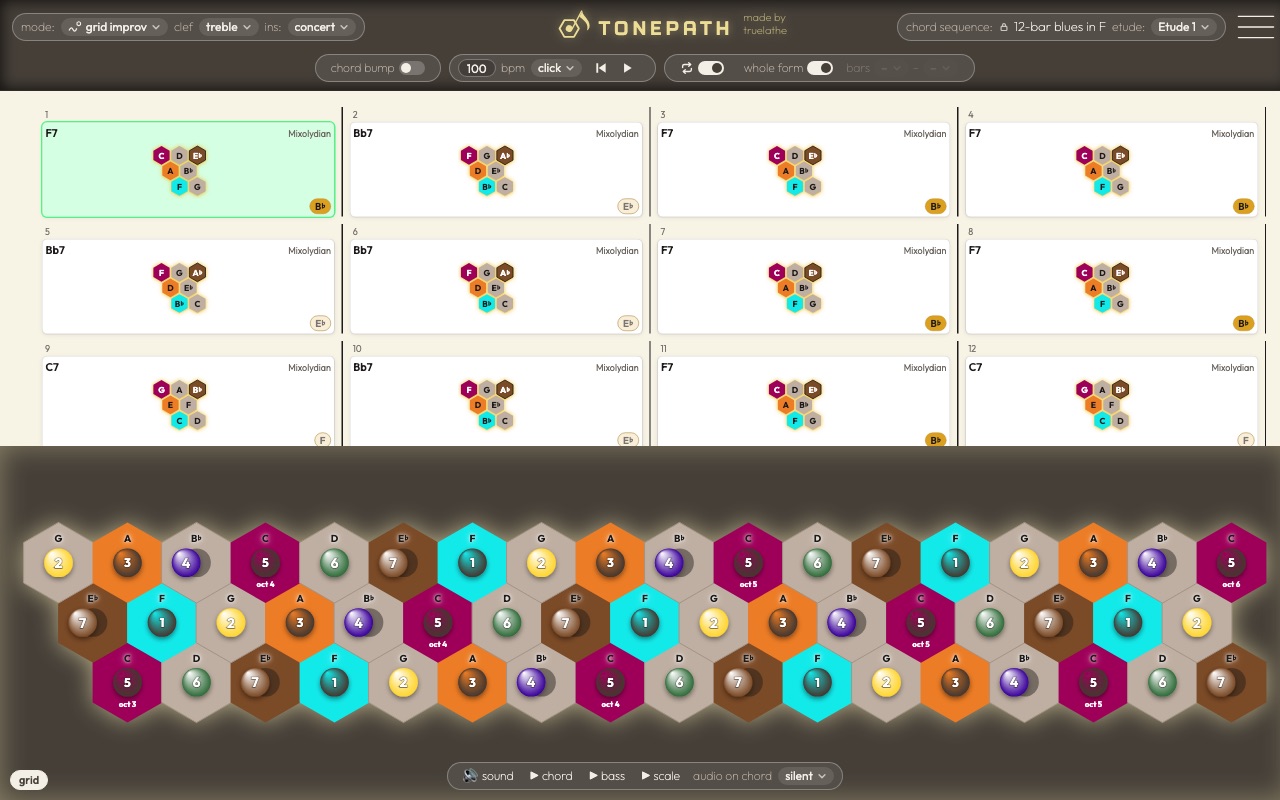 mode: grid improv clef treble ins: concert
TONEPATH made by truelathe
chord sequence: 12-bar blues in F etude: Etude 1
chord bump 100 bpm click whole form bars - - -
1 2 3 4
F7 Mixolydian Bb7 Mixolydian F7 Mixolydian F7 Mixolydian
C D E♭ F G A♭ C D E♭ C D E♭
A B♭ D E♭ A B♭ A B♭
F G B♭ C F G F G
B♭ E♭ B♭ B♭
5 6 7 8
Bb7 Mixolydian Bb7 Mixolydian F7 Mixolydian F7 Mixolydian
F G A♭ F G A♭ C D E♭ C D E♭
D E♭ D E♭ A B♭ A B♭
B♭ C B♭ C F G F G
E♭ E♭ B♭ B♭
9 10 11 12
C7 Mixolydian Bb7 Mixolydian F7 Mixolydian C7 Mixolydian
G A B♭ F G A♭ C D E♭ G A B♭
E F D E♭ A B♭ E F
C D B♭ C F G C D
F E♭ B♭ F
G A B♭ C D E♭ F G A B♭ C D E♭ F G A B♭ C
2 3 4 5 6 7 1 2 3 4 5 6 7 1 2 3 4 5
oct 4 oct 5 oct 6
E♭ F G A B♭ C D E♭ F G A B♭ C D E♭ F G
7 1 2 3 4 5 6 7 1 2 3 4 5 6 7 1 2
oct 4 oct 5
C D E♭ F G A B♭ C D E♭ F G A B♭ C D E♭
5 6 7 1 2 3 4 5 6 7 1 2 3 4 5 6 7
oct 3 oct 4 oct 5
grid sound chord bass scale audio on chord silent